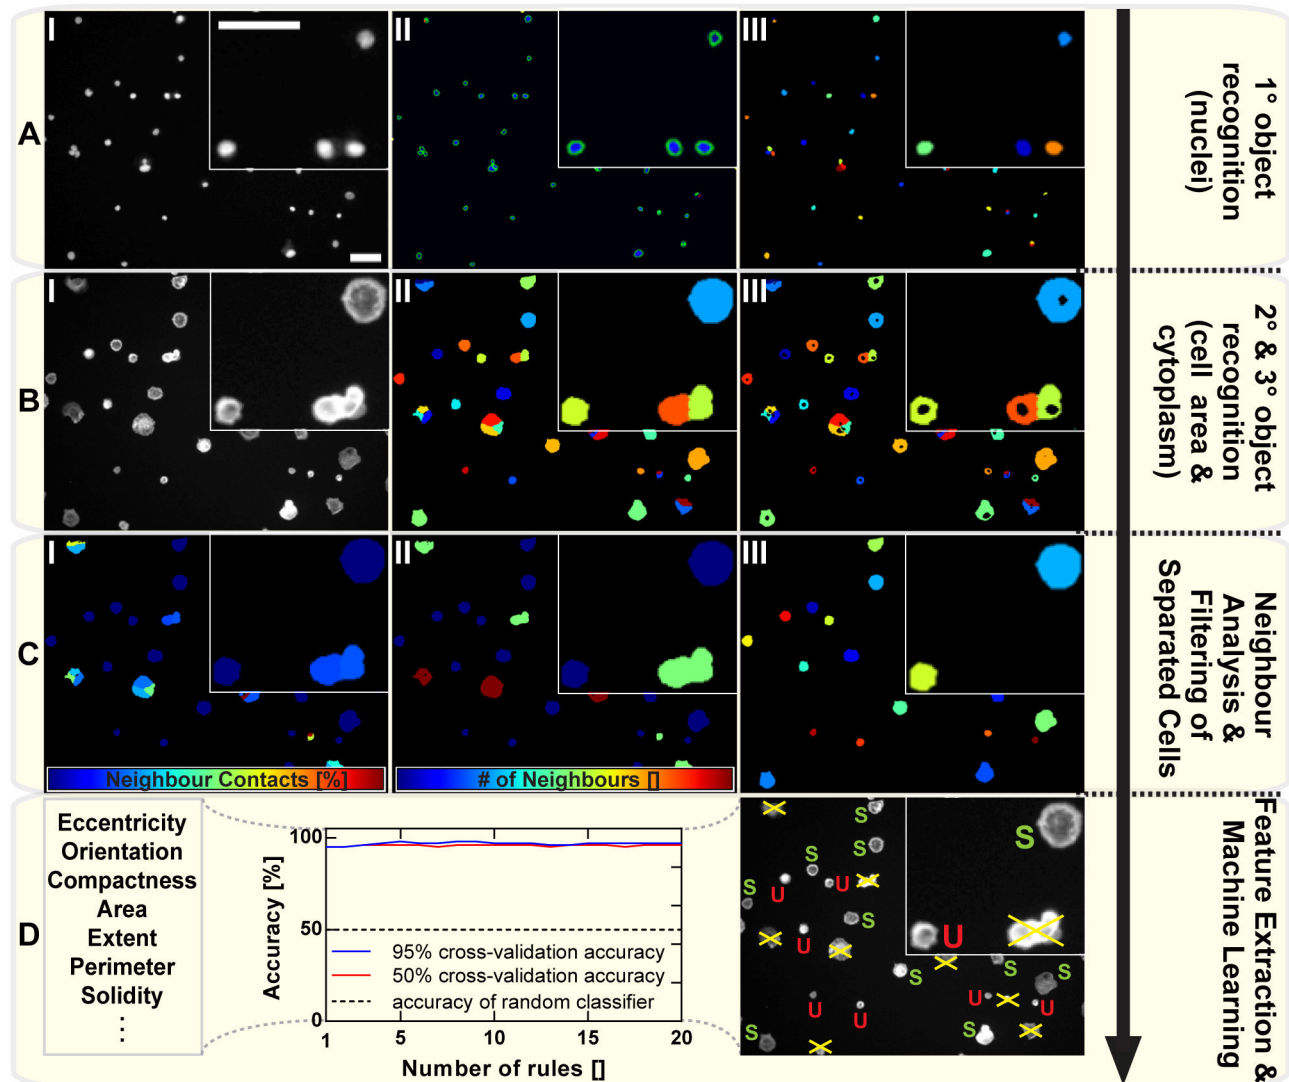 A
I
II
III
1° object
recognition
(nuclei)
B
I
II
III
2° & 3° object
recognition
(cell area &
cytoplasm)
C
I
II
III
Neighbour Contacts [%]
# of Neighbours []
Neighbour
Analysis &
Filtering of
Separated Cells
D
Eccentricity
Orientation
Compactness
Area
Extent
Perimeter
Solidity
⋮
100
50
0
Accuracy [%]
95% cross-validation accuracy
50% cross-validation accuracy
accuracy of random classifier
1 5 10 15 20
Number of rules []
S
S
S
S
S
U
U
S
U
U
S
S
S
U
U
U
U
S
S
Feature Extraction &
Machine Learning